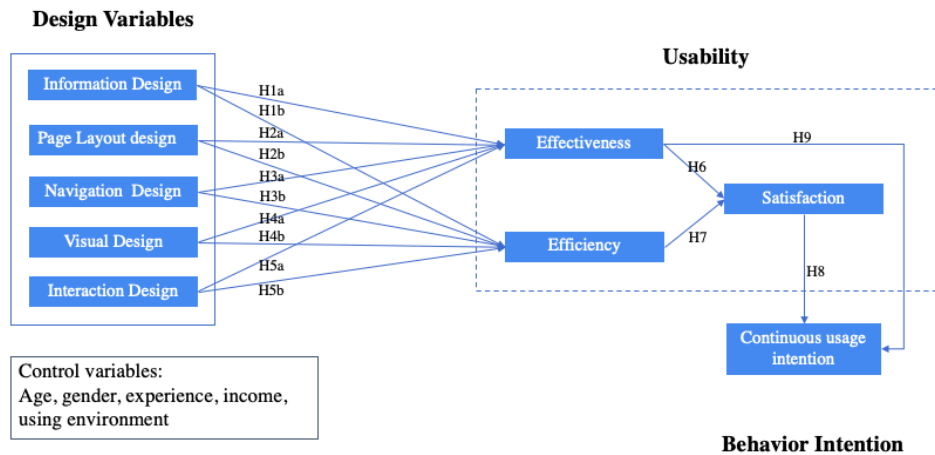 Design Variables
Usability
Information Design
Page Layout design
Navigation Design
Visual Design
Interaction Design
H1a
H1b
H2a
H2b
H3a
H3b
H4a
H4b
H5a
H5b
Effectiveness
Efficiency
H9
H6
H7
Satisfaction
H8
Continuous usage
intention
Control variables:
Age, gender, experience, income,
using environment
Behavior Intention